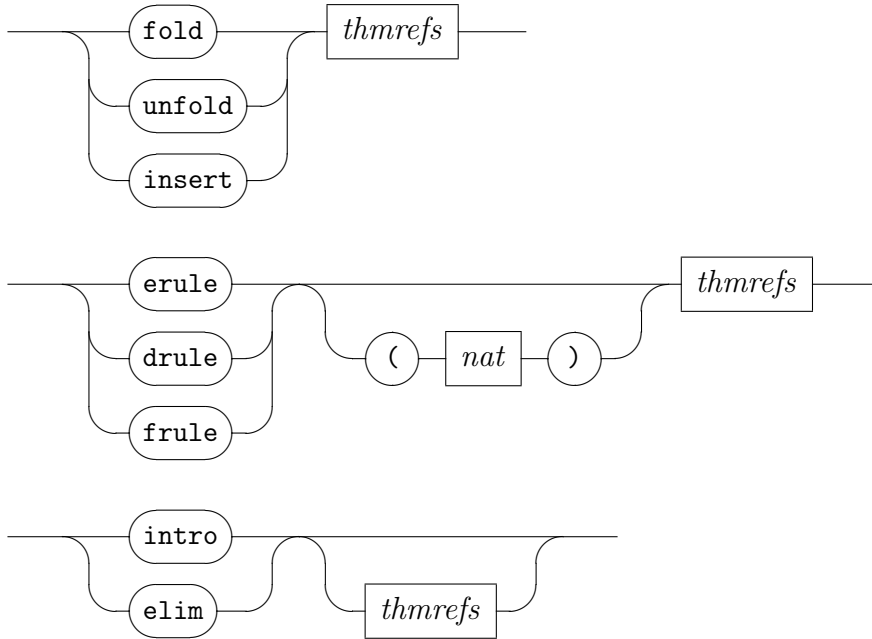 fold thmrefs
unfold
insert
erule thmrefs
drule ( nat )
frule
intro
elim thmrefs